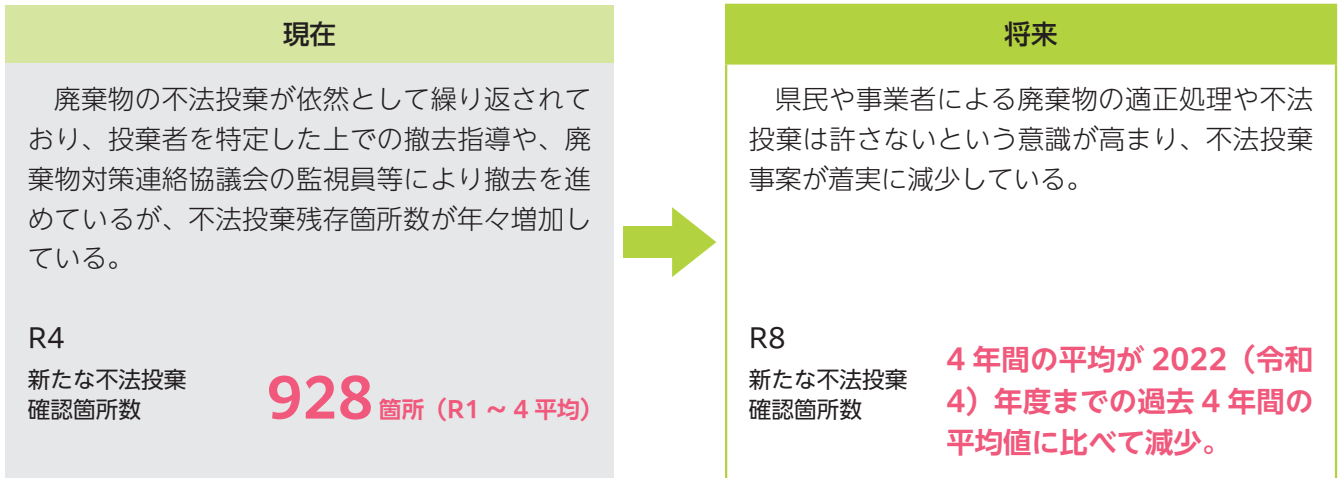 現在
　廃棄物の不法投棄が依然として繰り返されて
おり、投棄者を特定した上での撤去指導や、廃
棄物対策連絡協議会の監視員等により撤去を進
めているが、不法投棄残存箇所数が年々増加し
ている。
R4
新たな不法投棄
確認箇所数
928 箇所（R1 ~ 4 平均）
将来
　県民や事業者による廃棄物の適正処理や不法
投棄は許さないという意識が高まり、不法投棄
事案が着実に減少している。
R8
新たな不法投棄
確認箇所数
4 年間の平均が 2022（令和
4）年度までの過去 4 年間の
平均値に比べて減少。